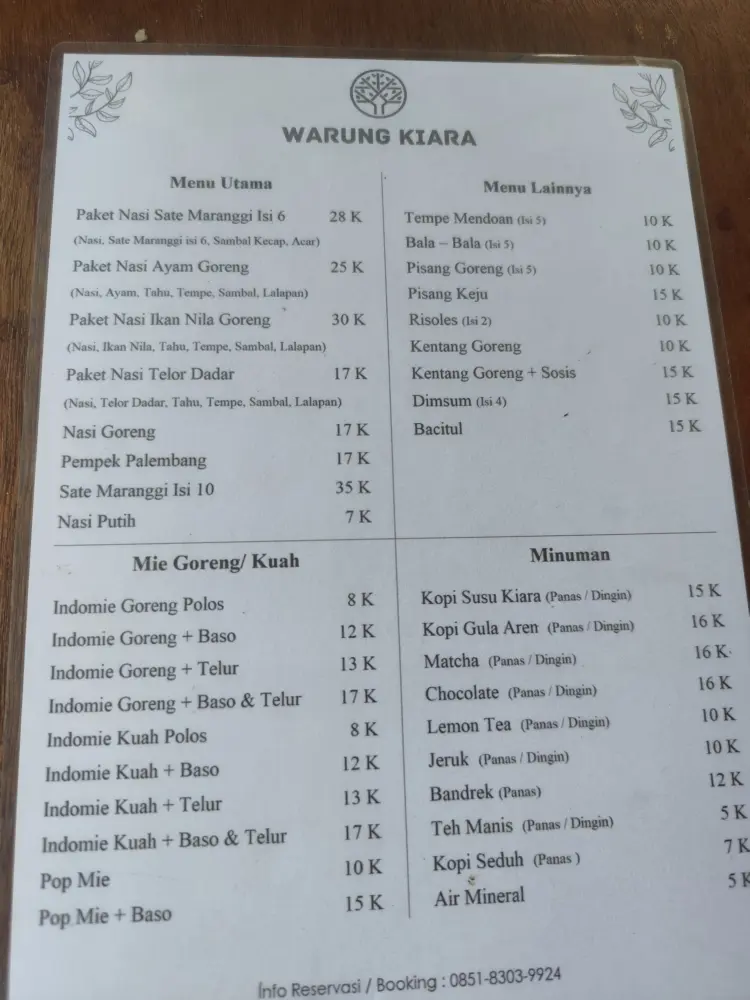 WARUNG KIARA
Menu Utama
Paket Nasi Sate Maranggi Isi 6 28 K
(Nasi, Sate Maranggi isi 6, Sambal Kecap, Acar)
Paket Nasi Ayam Goreng 25 K
(Nasi, Ayam, Tahu, Tempe, Sambal, Lalapan)
Paket Nasi Ikan Nila Goreng 30 K
(Nasi, Ikan Nila, Tahu, Tempe, Sambal, Lalapan)
Paket Nasi Telor Dadar 17 K
(Nasi, Telor Dadar, Tahu, Tempe, Sambal, Lalapan)
Nasi Goreng 17 K
Pempek Palembang 17 K
Sate Maranggi Isi 10 35 K
Nasi Putih 7 K
Menu Lainnya
Tempe Mendoan (Isi 5) 10 K
Bala – Bala (Isi 5) 10 K
Pisang Goreng (Isi 5) 10 K
Pisang Keju 15 K
Risoles (Isi 2) 10 K
Kentang Goreng 10 K
Kentang Goreng + Sosis 15 K
Dimsum (Isi 4) 15 K
Bacitul 15 K
Mie Goreng/ Kuah
Indomie Goreng Polos 8 K
Indomie Goreng + Baso 12 K
Indomie Goreng + Telur 13 K
Indomie Goreng + Baso & Telur 17 K
Indomie Kuah Polos 8 K
Indomie Kuah + Baso 12 K
Indomie Kuah + Telur 13 K
Indomie Kuah + Baso & Telur 17 K
Pop Mie 10 K
Pop Mie + Baso 15 K
Minuman
Kopi Susu Kiara (Panas / Dingin) 15 K
Kopi Gula Aren (Panas / Dingin) 16 K
Matcha (Panas / Dingin) 16 K
Chocolate (Panas / Dingin) 16 K
Lemon Tea (Panas / Dingin) 10 K
Jeruk (Panas / Dingin) 10 K
Bandrek (Panas) 12 K
Teh Manis (Panas / Dingin) 5 K
Kopi Seduh (Panas ) 7 K
Air Mineral 5 K
Info Reservasi / Booking : 0851-8303-9924